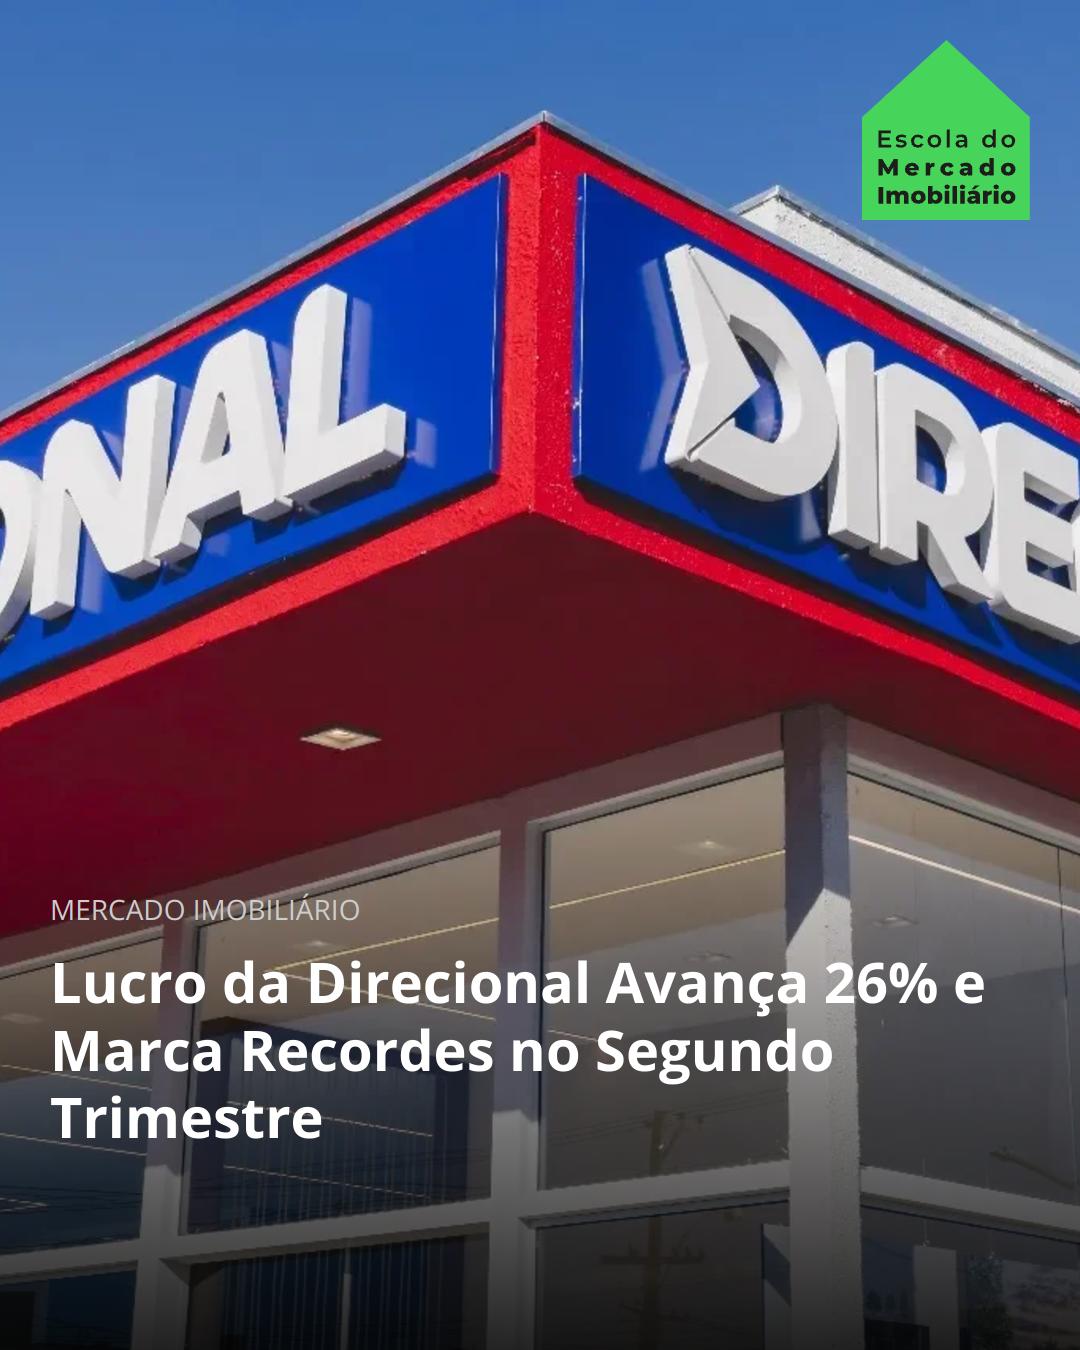 Escola do
Mercado
Imobiliário
ONAL
DIRE
MERCADO IMOBILIÁRIO
Lucro da Direcional Avança 26% e
Marca Recordes no Segundo
Trimestre